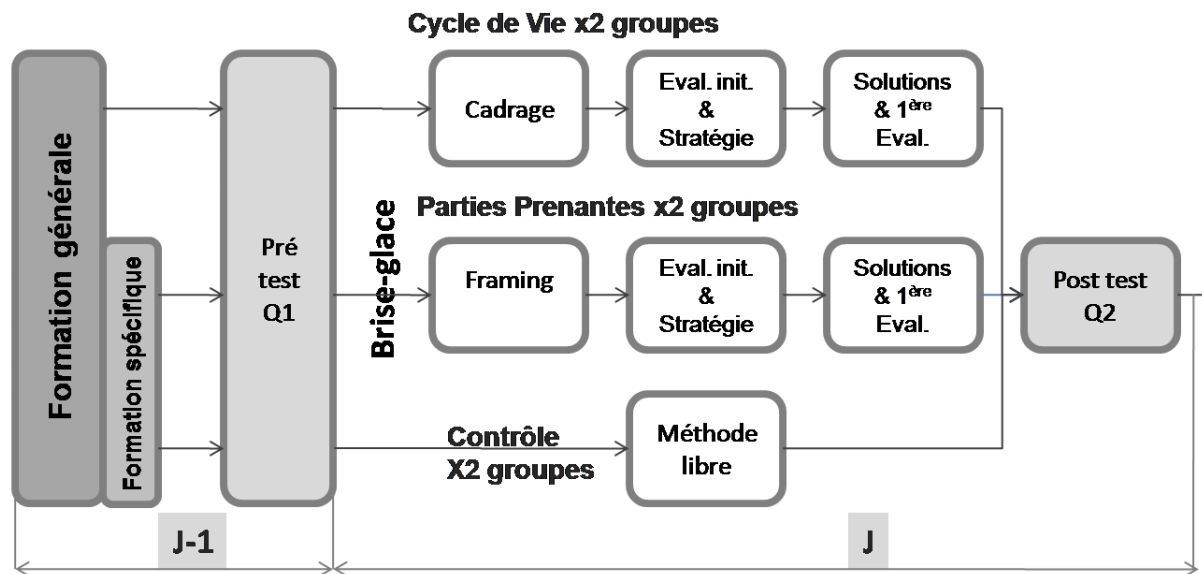 Cycle de Vie x2 groupes
Formation générale
Formation spécifique
Pré
test
Q1
Brise-glace
Cadrage
Eval. init.
&
Stratégie
Solutions
& 1ère
Eval.
Parties Prenantes x2 groupes
Framing
Eval. init.
&
Stratégie
Solutions
& 1ère
Eval.
Post test
Q2
Contrôle
X2 groupes
Méthode
libre
J-1
J